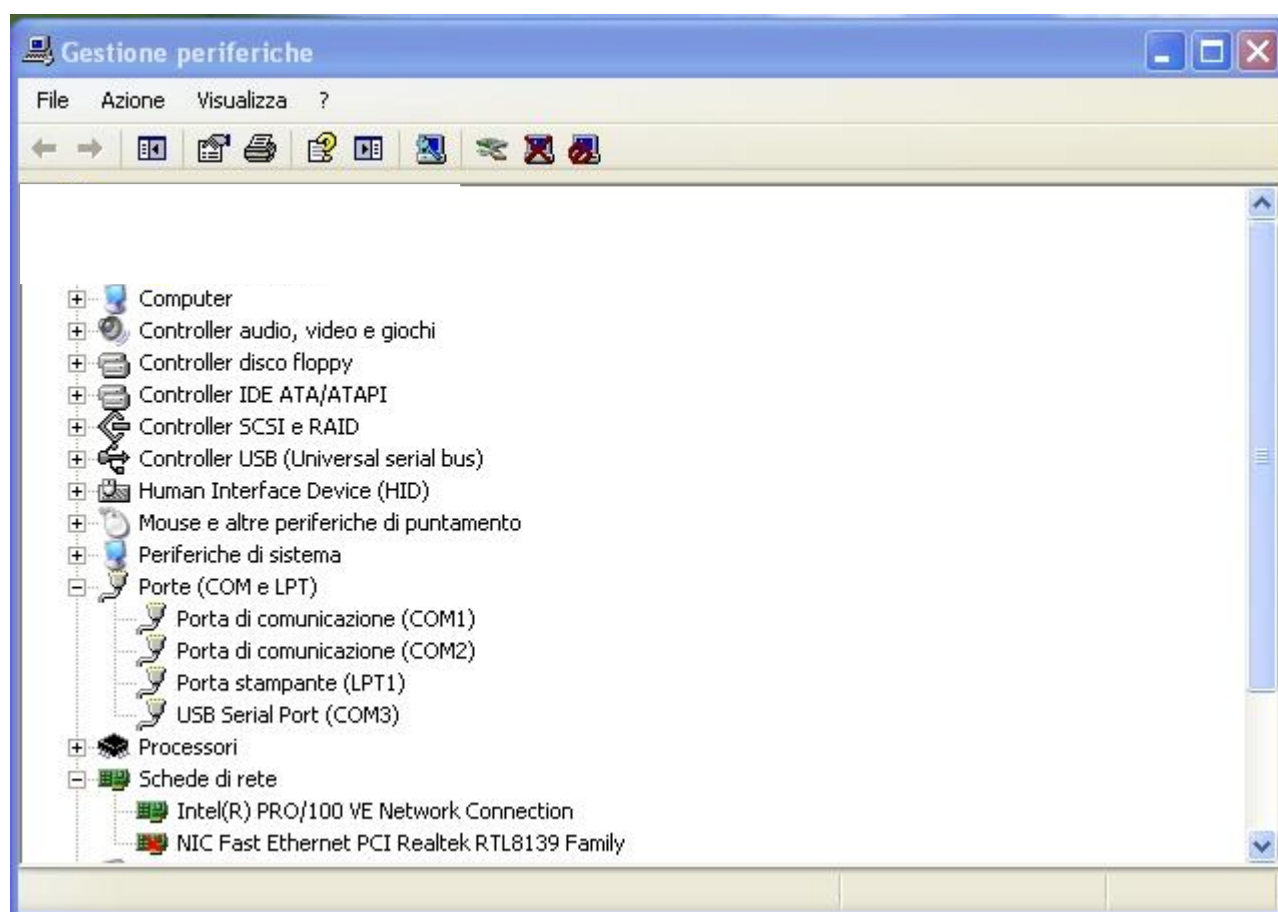 Gestione periferiche
File Azione Visualizza ?
Computer
Controller audio, video e giochi
Controller disco floppy
Controller IDE ATA/ATAPI
Controller SCSI e RAID
Controller USB (Universal serial bus)
Human Interface Device (HID)
Mouse e altre periferiche di puntamento
Periferiche di sistema
Porte (COM e LPT)
Porta di comunicazione (COM1)
Porta di comunicazione (COM2)
Porta stampante (LPT1)
USB Serial Port (COM3)
Processori
Schede di rete
Intel(R) PRO/100 VE Network Connection
NIC Fast Ethernet PCI Realtek RTL8139 Family